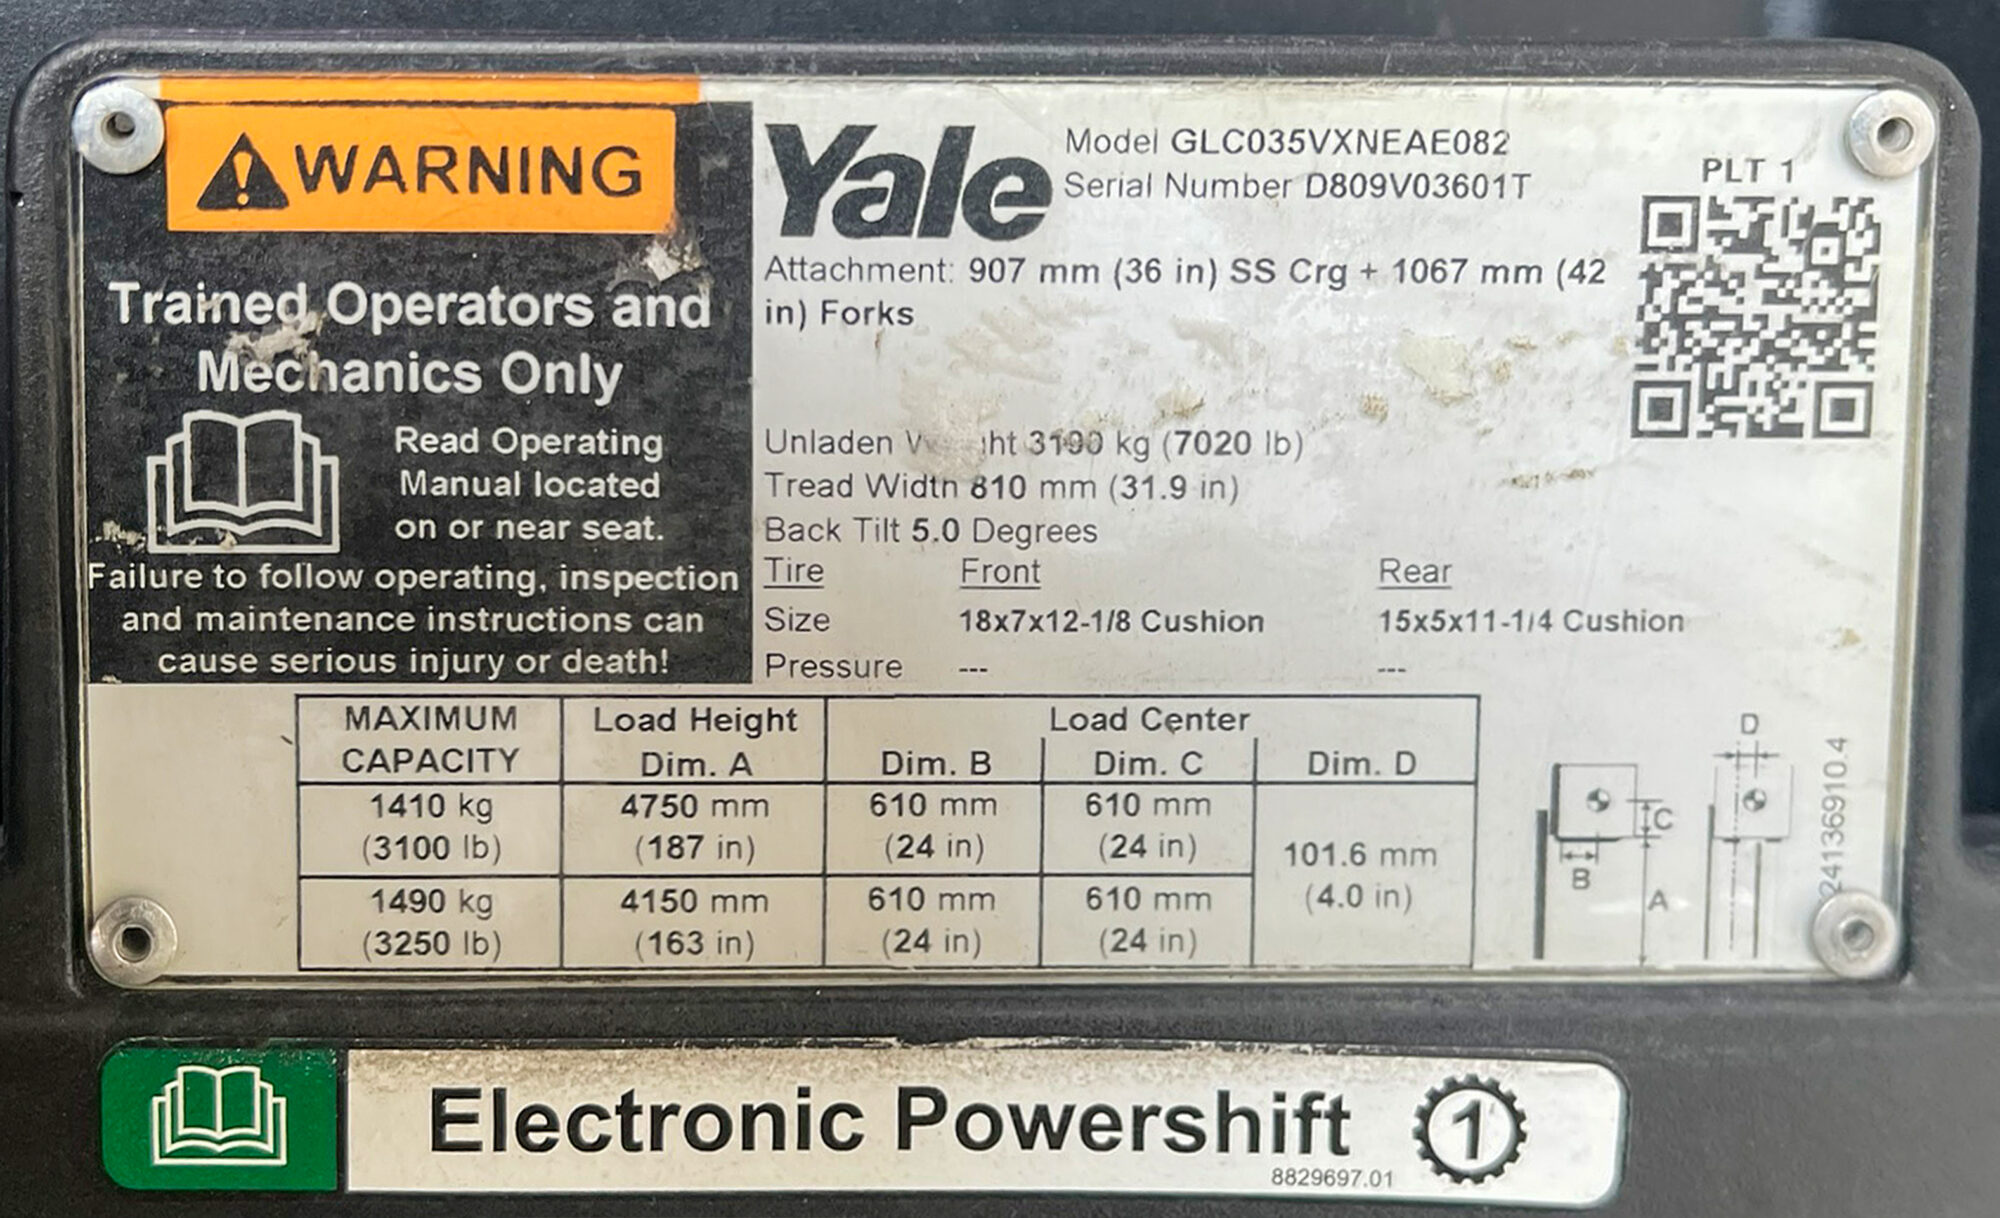 WARNING
Trained Operators and
Mechanics Only
Read Operating
Manual located
on or near seat.
Failure to follow operating, inspection
and maintenance instructions can
cause serious injury or death!
Yale
Model GLC035VXNEAE082
Serial Number D809V03601T
PLT 1
Attachment: 907 mm (36 in) SS Crg + 1067 mm (42
in) Forks
Unladen 3190 kg (7020 lb)
Tread Width 810 mm (31.9 in)
Back Tilt 5.0 Degrees
Tire Front Rear
Size 18x7x12-1/8 Cushion 15x5x11-1/4 Cushion
Pressure --- ---
MAXIMUM Load Height Load Center
CAPACITY Dim. A Dim. B Dim. C Dim. D
1410 kg 4750 mm 610 mm 610 mm
(3100 lb) (187 in) (24 in) (24 in)
101.6 mm
(4.0 in)
1490 kg 4150 mm 610 mm 610 mm
(3250 lb) (163 in) (24 in) (24 in)
D
C
B
A
24136910.4
Electronic Powershift 1
8829697.01